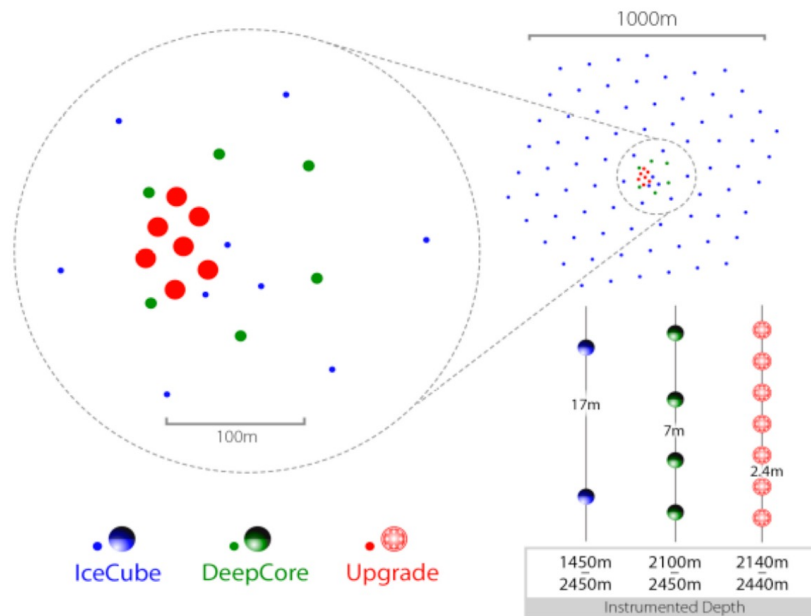 1000m
100m
17m
7m
2.4m
IceCube
DeepCore
Upgrade
1450m
–
2450m
2100m
–
2450m
2140m
–
2440m
Instrumented Depth